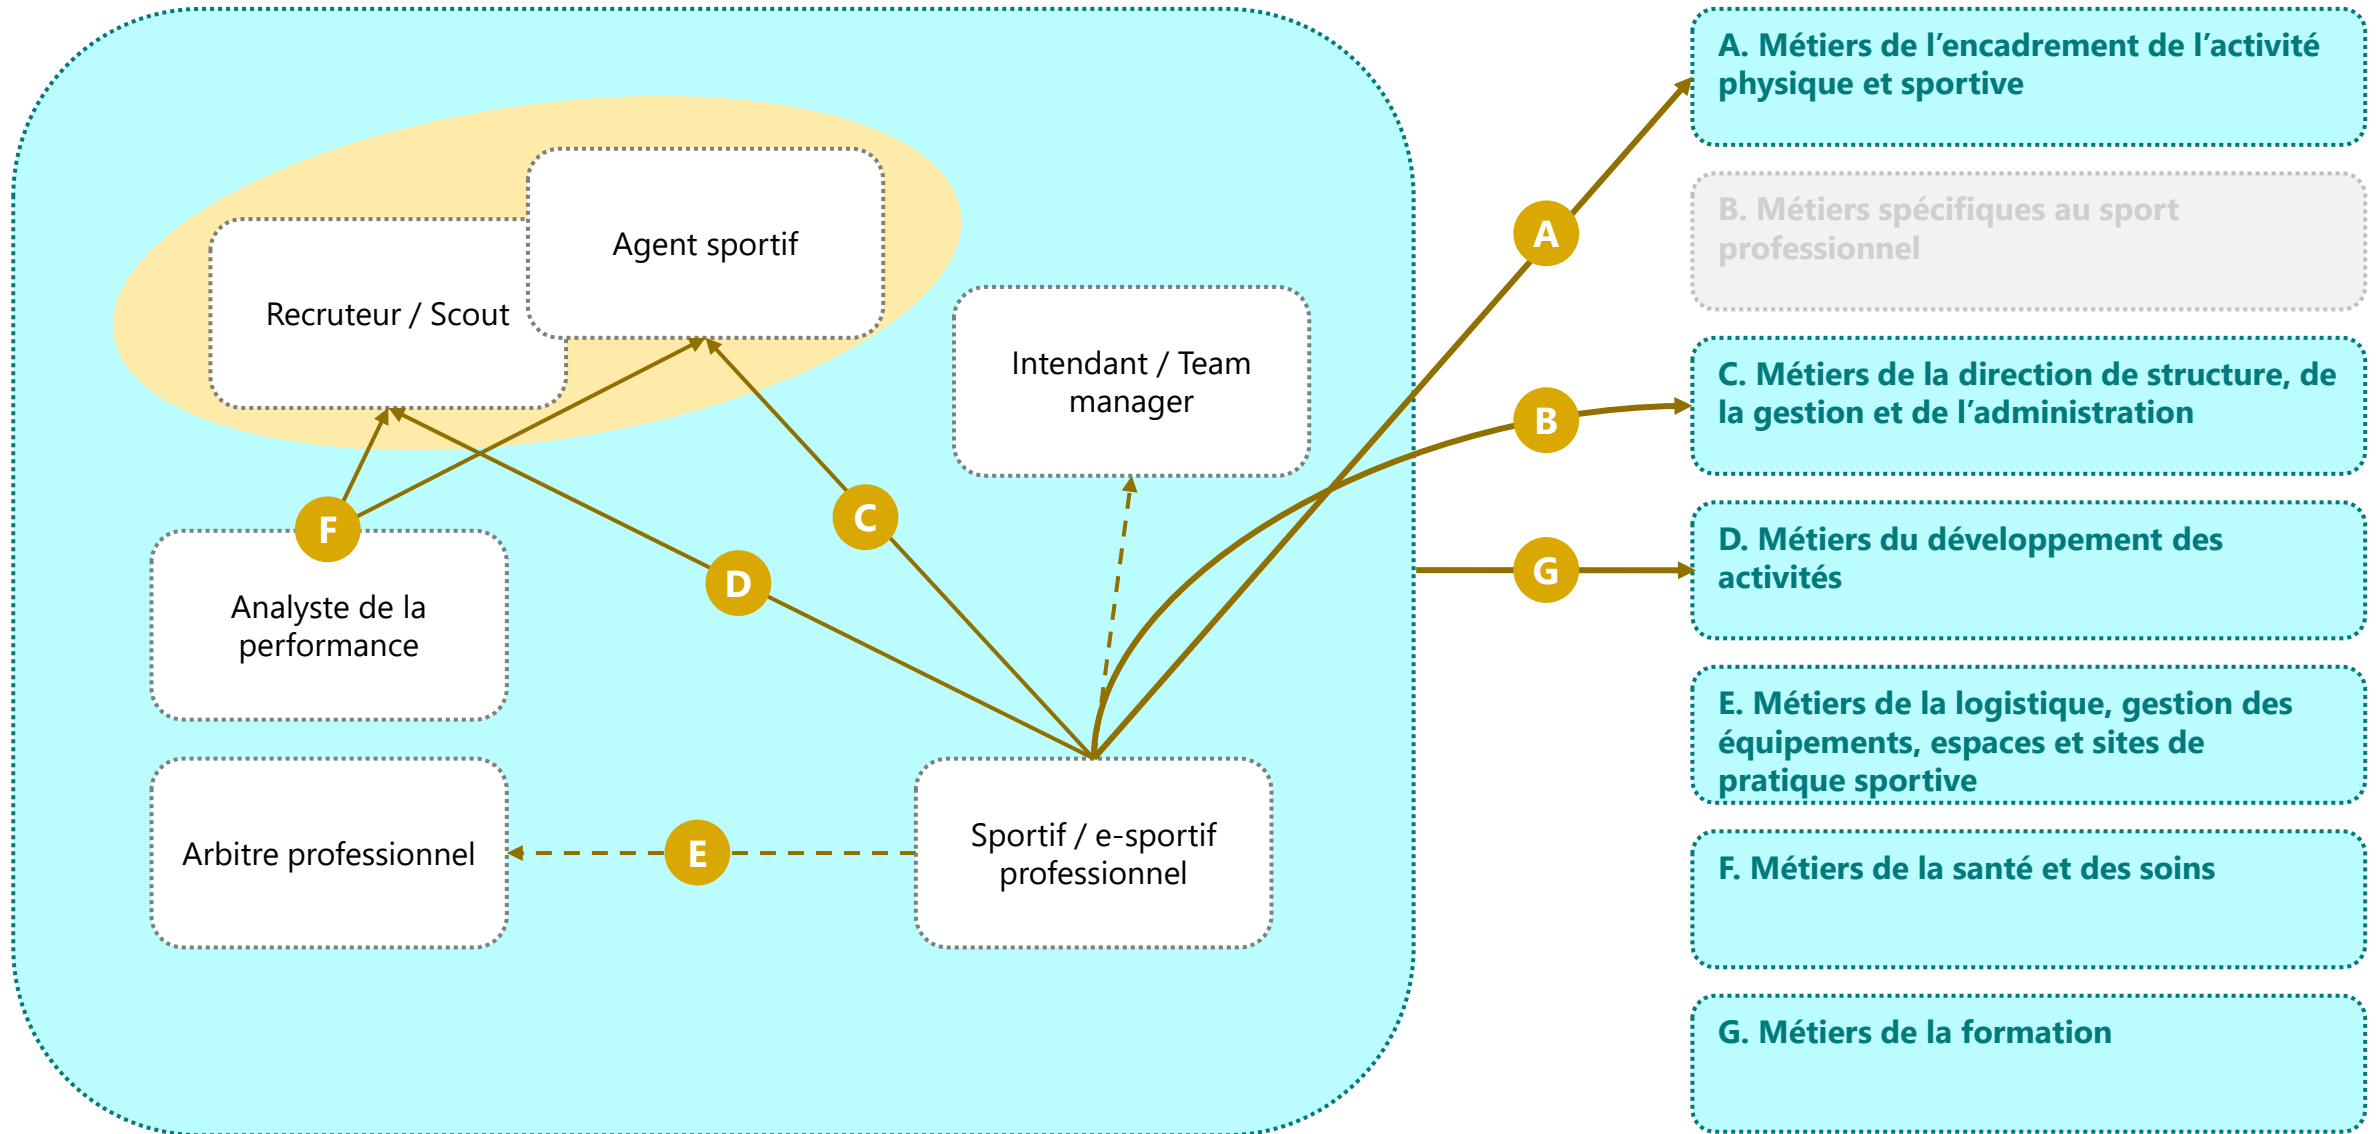 Agent sportif
Recruteur / Scout
Intendant / Team
manager
F
C
D
Analyste de la
performance
Arbitre professionnel
E
Sportif / e-sportif
professionnel
A
B
G
A. Métiers de l’encadrement de l’activité
physique et sportive
B. Métiers spécifiques au sport
professionnel
C. Métiers de la direction de structure, de
la gestion et de l’administration
D. Métiers du développement des
activités
E. Métiers de la logistique, gestion des
équipements, espaces et sites de
pratique sportive
F. Métiers de la santé et des soins
G. Métiers de la formation